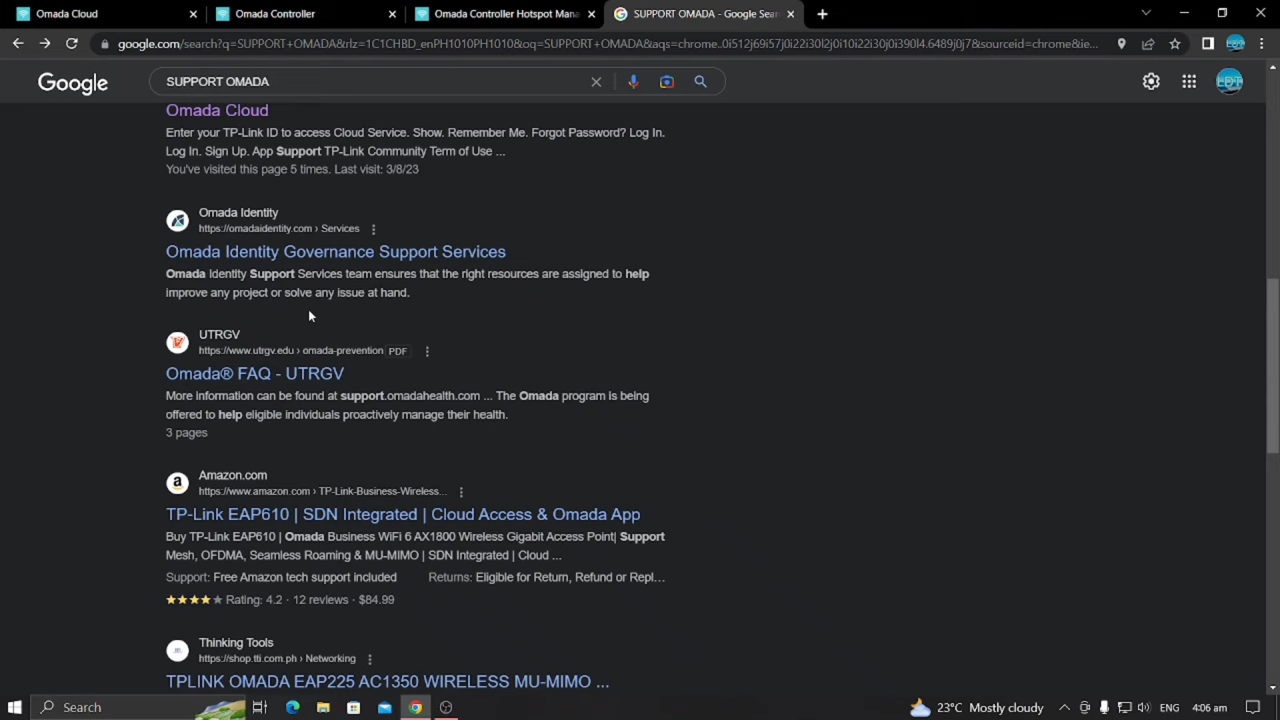 Omada Cloud
Omada Controller
Omada Controller Hotspot Mana
SUPPORT OMADA - Google Sear
google.com/search?q=SUPPORT+OMADA&rlz=1C1CHBD_enPH1010PH1010&oq=SUPPORT+OMADA&aqs=chrome..0i512j69i57j0i22i30l2j0i10i22i30j0i390l4.6489j0j7&sourceid=chrome&ie...
Google
SUPPORT OMADA
EDT
Omada Cloud
Enter your TP-Link ID to access Cloud Service. Show. Remember Me. Forgot Password? Log In.
Log In. Sign Up. App Support TP-Link Community Term of Use ...
You've visited this page 5 times. Last visit: 3/8/23
Omada Identity
https://omadaidentity.com › Services
Omada Identity Governance Support Services
Omada Identity Support Services team ensures that the right resources are assigned to help
improve any project or solve any issue at hand.
UTRGV
https://www.utrgv.edu › omada-prevention PDF
Omada® FAQ - UTRGV
More information can be found at support.omadahealth.com ... The Omada program is being
offered to help eligible individuals proactively manage their health.
3 pages
Amazon.com
https://www.amazon.com › TP-Link-Business-Wireless...
TP-Link EAP610 | SDN Integrated | Cloud Access & Omada App
Buy TP-Link EAP610 | Omada Business WiFi 6 AX1800 Wireless Gigabit Access Point| Support
Mesh, OFDMA, Seamless Roaming & MU-MIMO | SDN Integrated | Cloud ...
Support: Free Amazon tech support included Returns: Eligible for Return, Refund or Repl...
Rating: 4.2 · 12 reviews · $84.99
Thinking Tools
https://shop.tti.com.ph › Networking
TPLINK OMADA EAP225 AC1350 WIRELESS MU-MIMO ...
Search
23°C Mostly cloudy
ENG
4:06 am